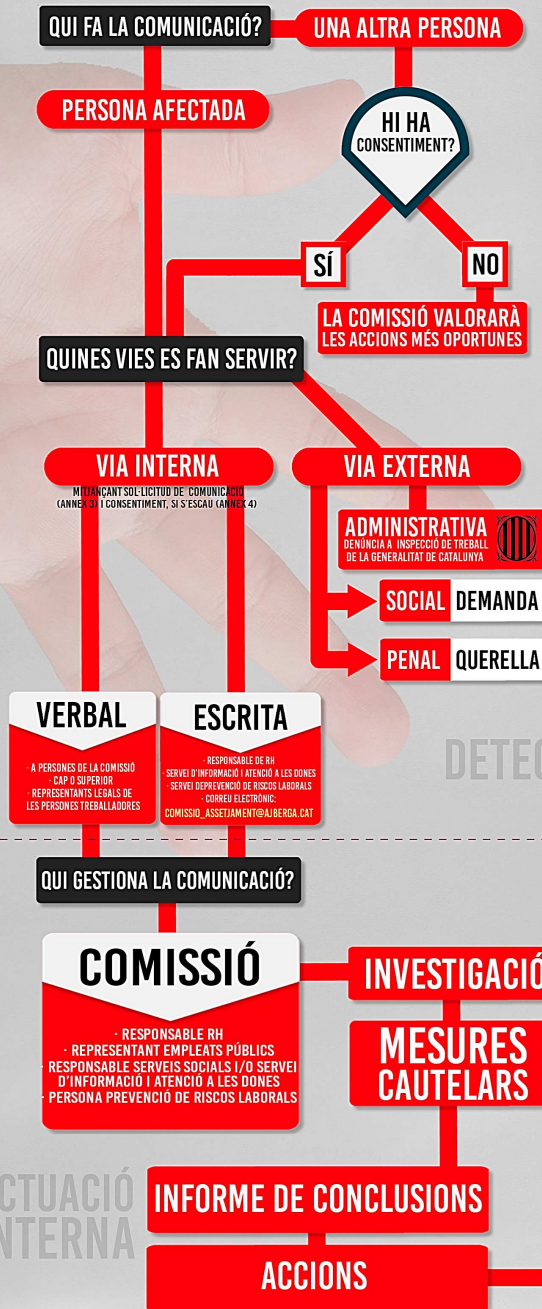 QUI FA LA COMUNICACIÓ?
UNA ALTRA PERSONA
PERSONA AFECTADA
HI HA
CONSENTIMENT?
SÍ
NO
LA COMISSIÓ VALORARÀ
LES ACCIONS MÉS OPORTUNES
QUINES VIES ES FAN SERVIR?
VIA INTERNA
MITJANÇANT SOL·LICITUD DE COMUNICACIÓ
(ANNEX 3) I CONSENTIMENT, SI S'ESCAU (ANNEX 4)
VIA EXTERNA
ADMINISTRATIVA
DENÚNCIA A INSPECCIÓ DE TREBALL
DE LA GENERALITAT DE CATALUNYA
SOCIAL DEMANDA
PENAL QUERELLA
VERBAL
· A PERSONES DE LA COMISSIÓ
· CAP O SUPERIOR
· REPRESENTANTS LEGALS DE
LES PERSONES TREBALLADORES
ESCRITA
· RESPONSABLE DE RH
· SERVEI D'INFORMACIÓ I ATENCIÓ A LES DONES
· SERVEI DEPREVENCIÓ DE RISCOS LABORALS
· CORREU ELECTRÒNIC:
COMISSIO_ASSETJAMENT@AJBERGA.CAT
DETEC
QUI GESTIONA LA COMUNICACIÓ?
COMISSIÓ
· RESPONSABLE RH
· REPRESENTANT EMPLEATS PÚBLICS
· RESPONSABLE SERVEIS SOCIALS I/O SERVEI
D'INFORMACIÓ I ATENCIÓ A LES DONES
· PERSONA PREVENCIÓ DE RISCOS LABORALS
INVESTIGACIÓ
MESURES
CAUTELARS
CTUACIÓ
NTERNA
INFORME DE CONCLUSIONS
ACCIONS